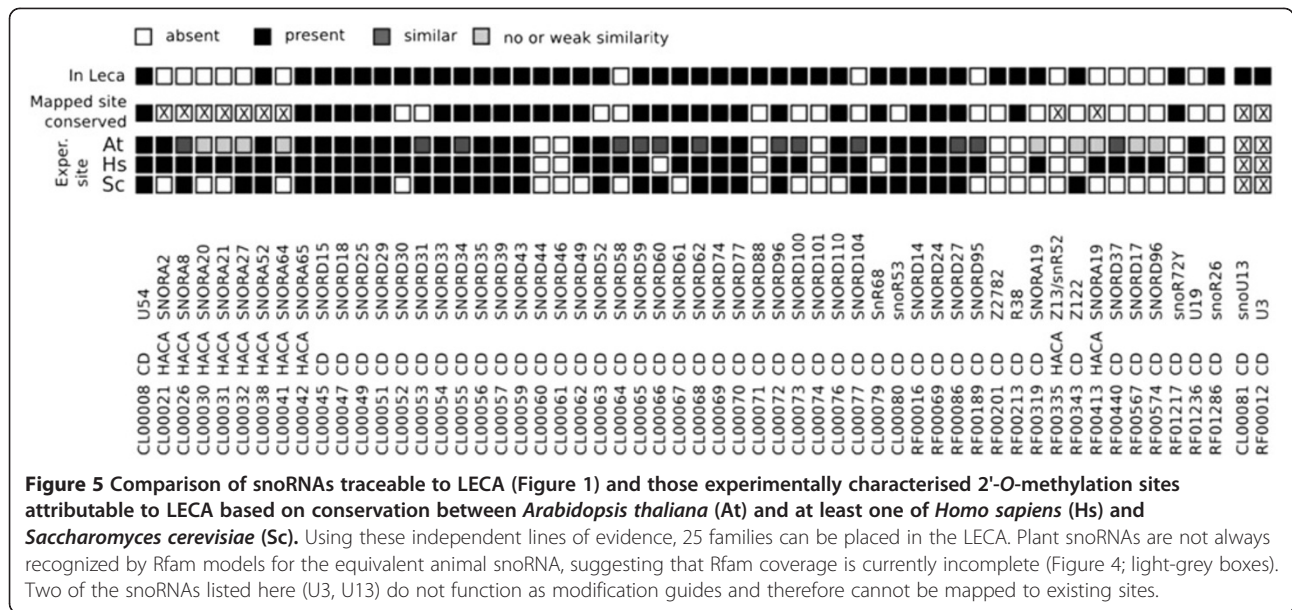 absent present similar no or weak similarity
In Leca
Mapped site
conserved
Exper.
site
At
Hs
Sc
CL00008 CD U54
CL00021 HACA SNORA2
CL00026 HACA SNORA8
CL00030 HACA SNORA20
CL00031 HACA SNORA21
CL00032 HACA SNORA27
CL00038 HACA SNORA52
CL00041 HACA SNORA64
CL00042 HACA SNORA65
CL00045 CD SNORD15
CL00047 CD SNORD18
CL00049 CD SNORD25
CL00051 CD SNORD29
CL00052 CD SNORD30
CL00053 CD SNORD31
CL00054 CD SNORD33
CL00055 CD SNORD34
CL00056 CD SNORD35
CL00057 CD SNORD39
CL00059 CD SNORD43
CL00060 CD SNORD44
CL00061 CD SNORD46
CL00062 CD SNORD49
CL00063 CD SNORD52
CL00064 CD SNORD58
CL00065 CD SNORD59
CL00066 CD SNORD60
CL00067 CD SNORD61
CL00068 CD SNORD62
CL00069 CD SNORD74
CL00070 CD SNORD77
CL00071 CD SNORD88
CL00072 CD SNORD96
CL00073 CD SNORD100
CL00074 CD SNORD101
CL00076 CD SNORD110
CL00077 CD SNORD104
CL00079 CD SnR68
CL00080 CD snoR53
RF00016 CD SNORD14
RF00069 CD SNORD24
RF00086 CD SNORD27
RF00189 CD SNORD95
RF00201 CD Z2782
RF00213 CD R38
RF00319 CD SNORA19
RF00335 HACA Z13/snR52
RF00343 CD Z122
RF00413 HACA SNORA19
RF00440 CD SNORD37
RF00567 CD SNORD17
RF00574 CD SNORD96
RF01217 CD snoR72Y
RF01236 CD U19
RF01286 CD snoR26
CL00081 CD snoU13
RF00012 CD U3
Figure 5 Comparison of snoRNAs traceable to LECA (Figure 1) and those experimentally characterised 2'-O-methylation sites
attributable to LECA based on conservation between Arabidopsis thaliana (At) and at least one of Homo sapiens (Hs) and
Saccharomyces cerevisiae (Sc). Using these independent lines of evidence, 25 families can be placed in the LECA. Plant snoRNAs are not always
recognized by Rfam models for the equivalent animal snoRNA, suggesting that Rfam coverage is currently incomplete (Figure 4; light-grey boxes).
Two of the snoRNAs listed here (U3, U13) do not function as modification guides and therefore cannot be mapped to existing sites.